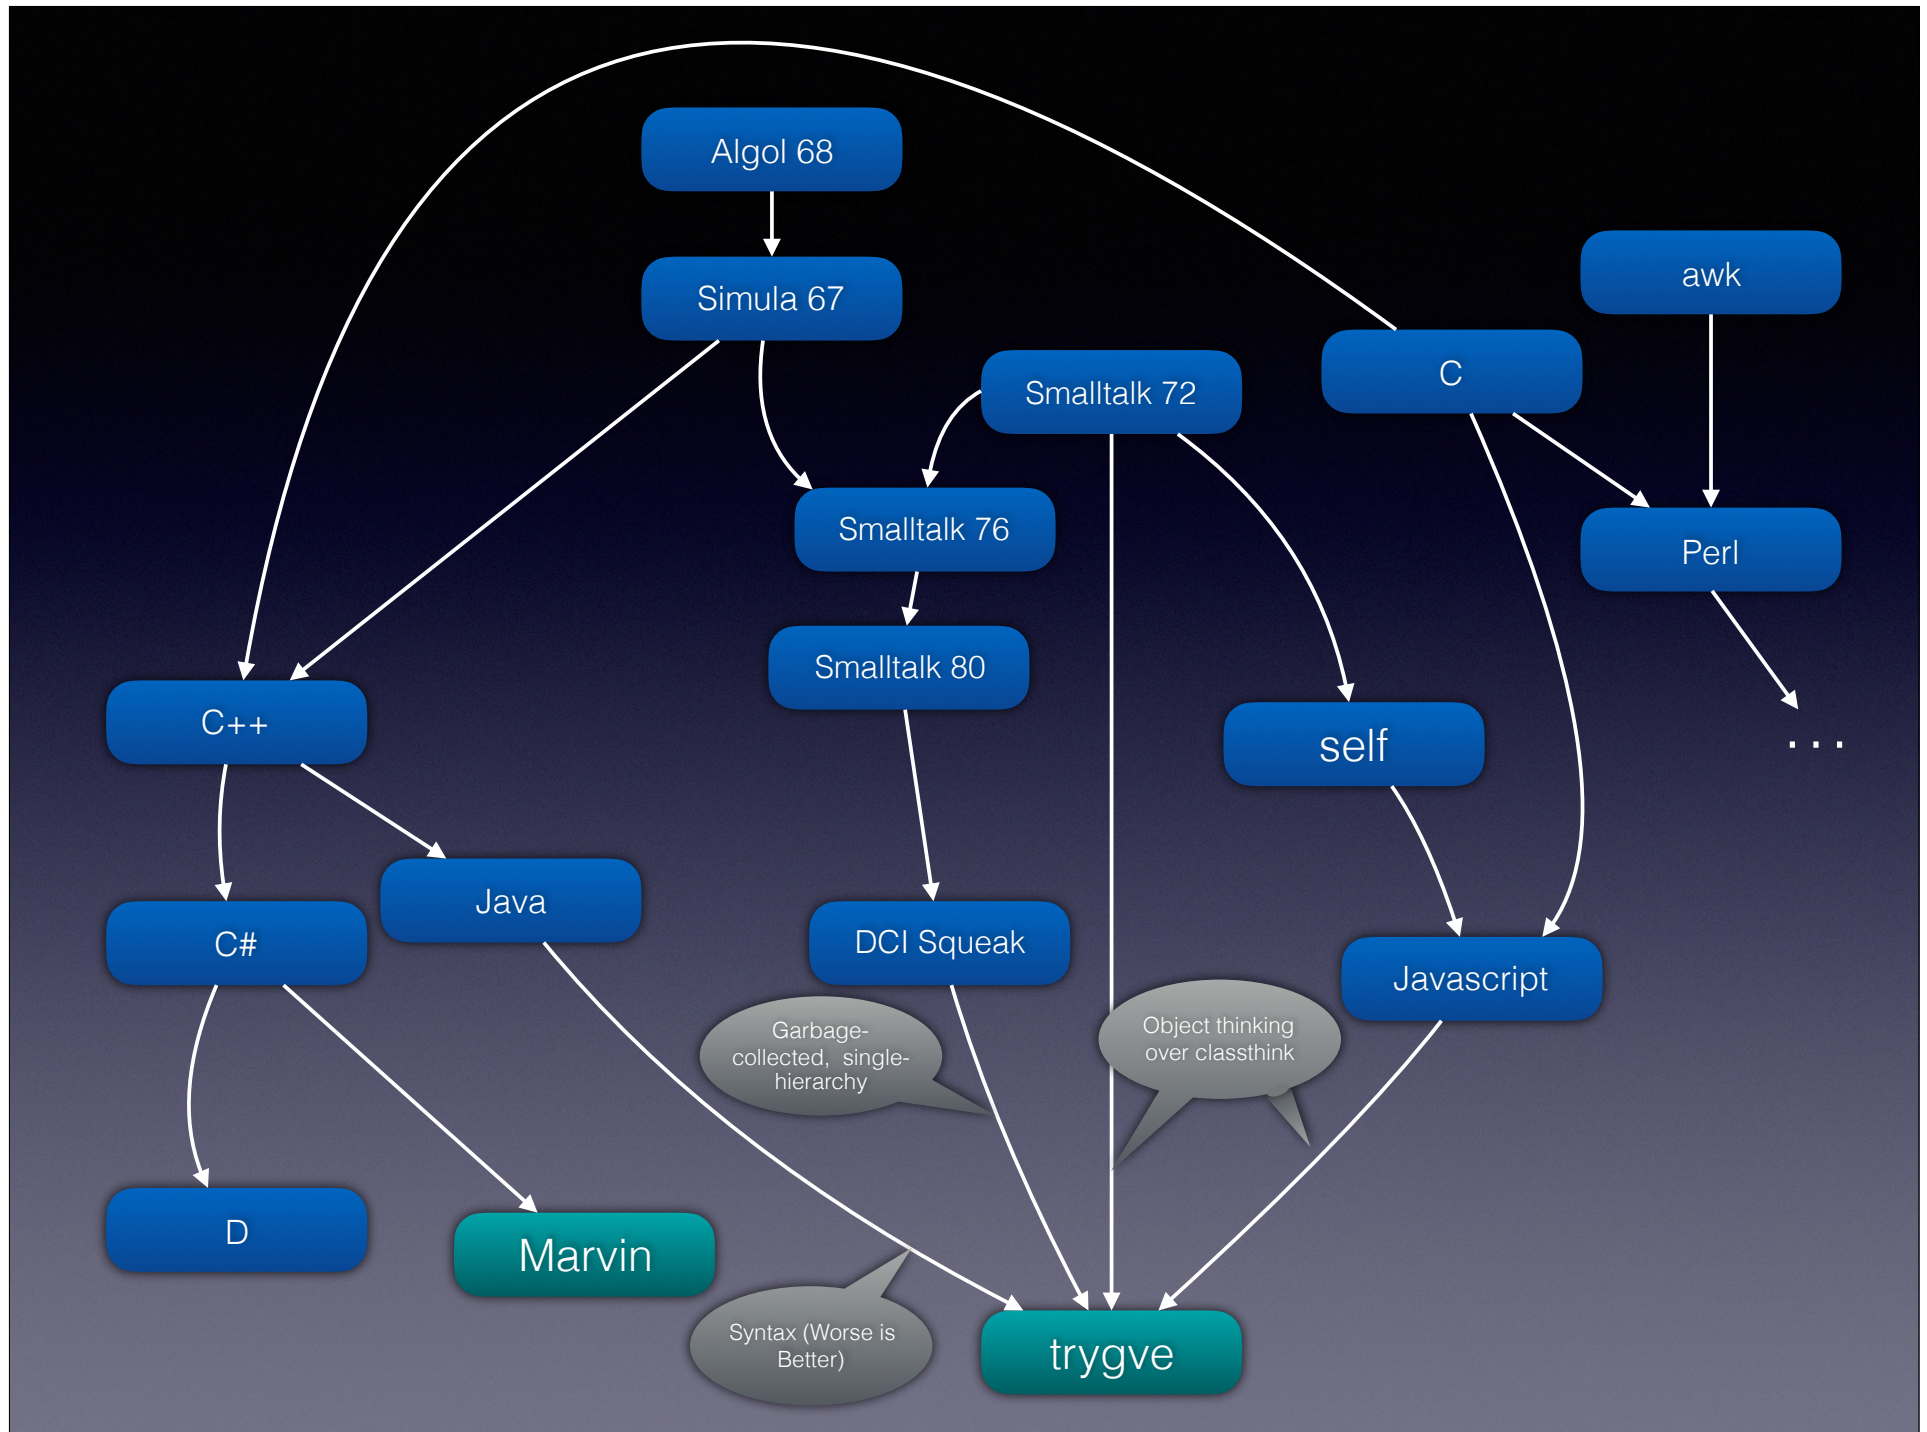 Algol 68
awk
Simula 67
C
Smalltalk 72
Smalltalk 76
Perl
Smalltalk 80
C++
self
...
Java
C#
DCI Squeak
Javascript
Garbage-
collected,  single-
hierarchy
Object thinking
over classthink
D
Marvin
Syntax (Worse is
Better)
trygve